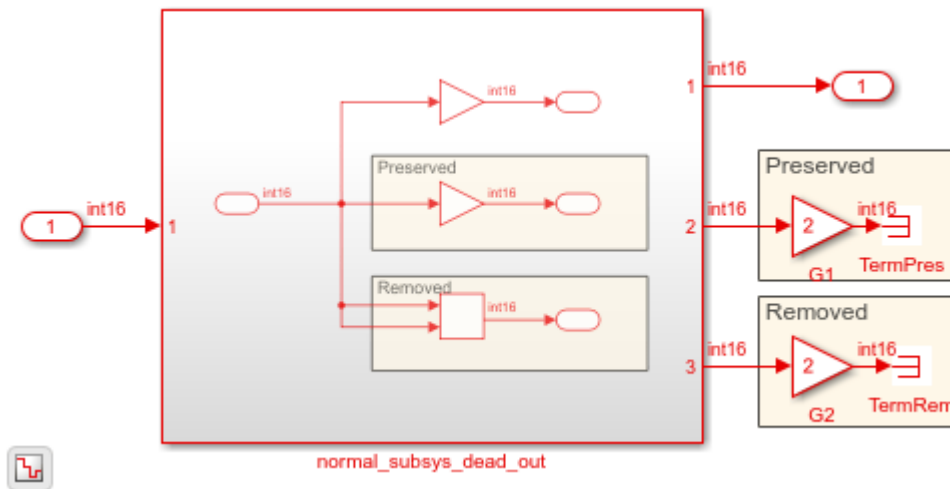 int16
1
int16
int16
Preserved
int16
Removed
int16
1
int16
1
2
int16
Preserved
2
int16
G1
TermPres
3
int16
Removed
2
int16
G2
TermRem
1
normal_subsys_dead_out